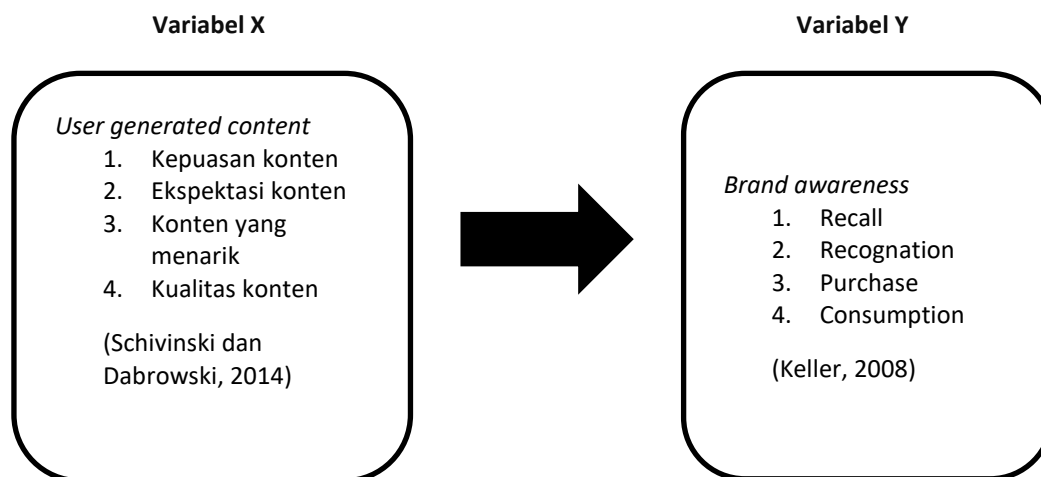 Variabel X
User generated content
1. Kepuasan konten
2. Ekspektasi konten
3. Konten yang
menarik
4. Kualitas konten
(Schivinski dan
Dabrowski, 2014)
Variabel Y
Brand awareness
1. Recall
2. Recognation
3. Purchase
4. Consumption
(Keller, 2008)